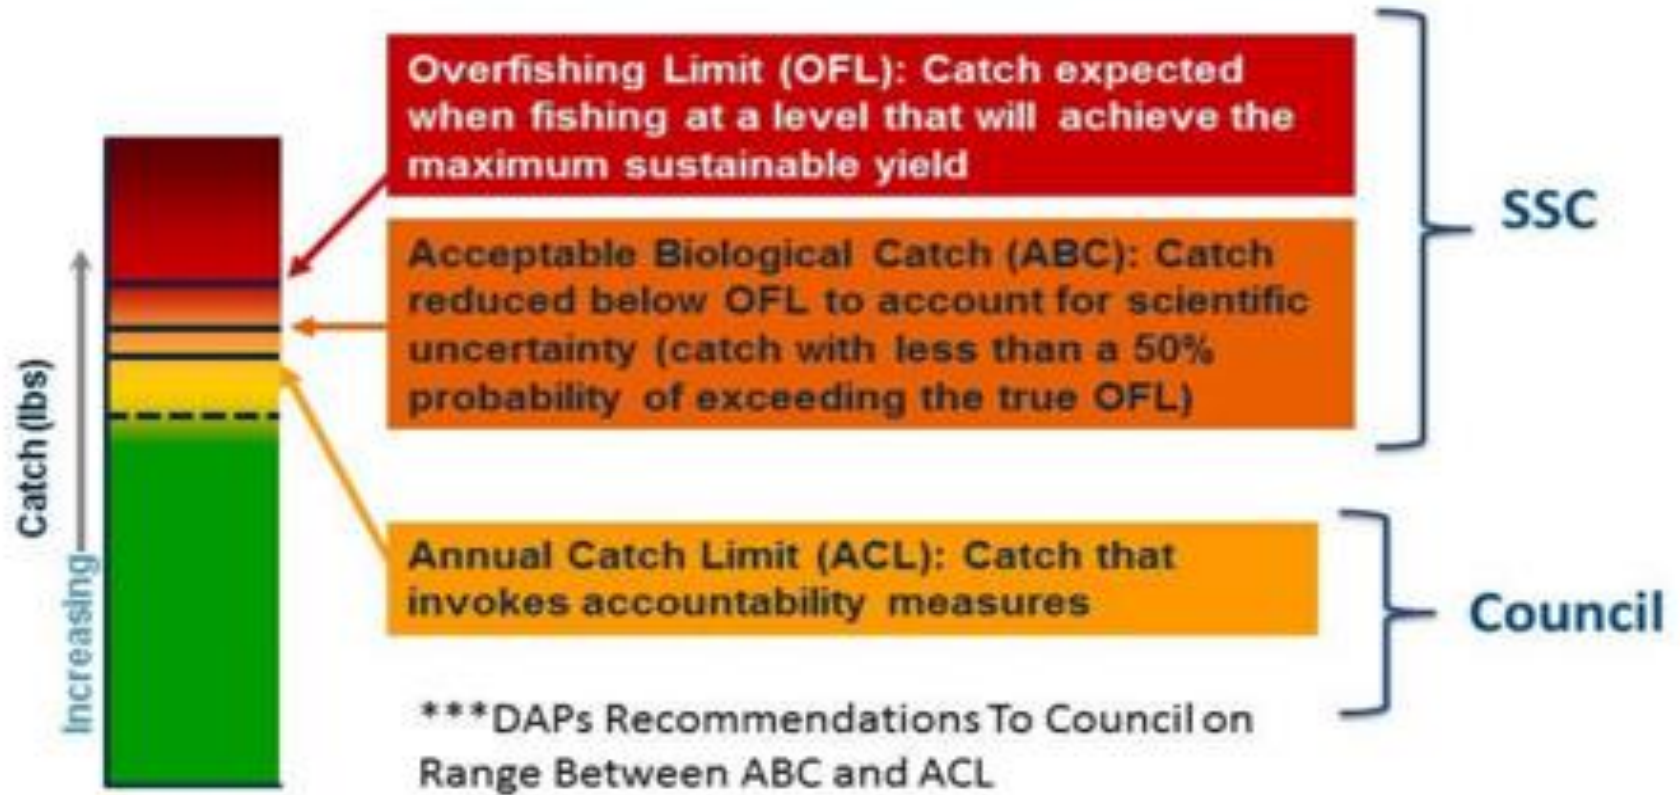 Overfishing Limit (OFL): Catch expected
when fishing at a level that will achieve the
maximum sustainable yield
SSC
Acceptable Biological Catch (ABC): Catch
reduced below OFL to account for scientific
uncertainty (catch with less than a 50%
probability of exceeding the true OFL)
Catch (lbs)
Increasing
Annual Catch Limit (ACL): Catch that
invokes accountability measures
Council
***DAPs Recommendations To Council on
Range Between ABC and ACL